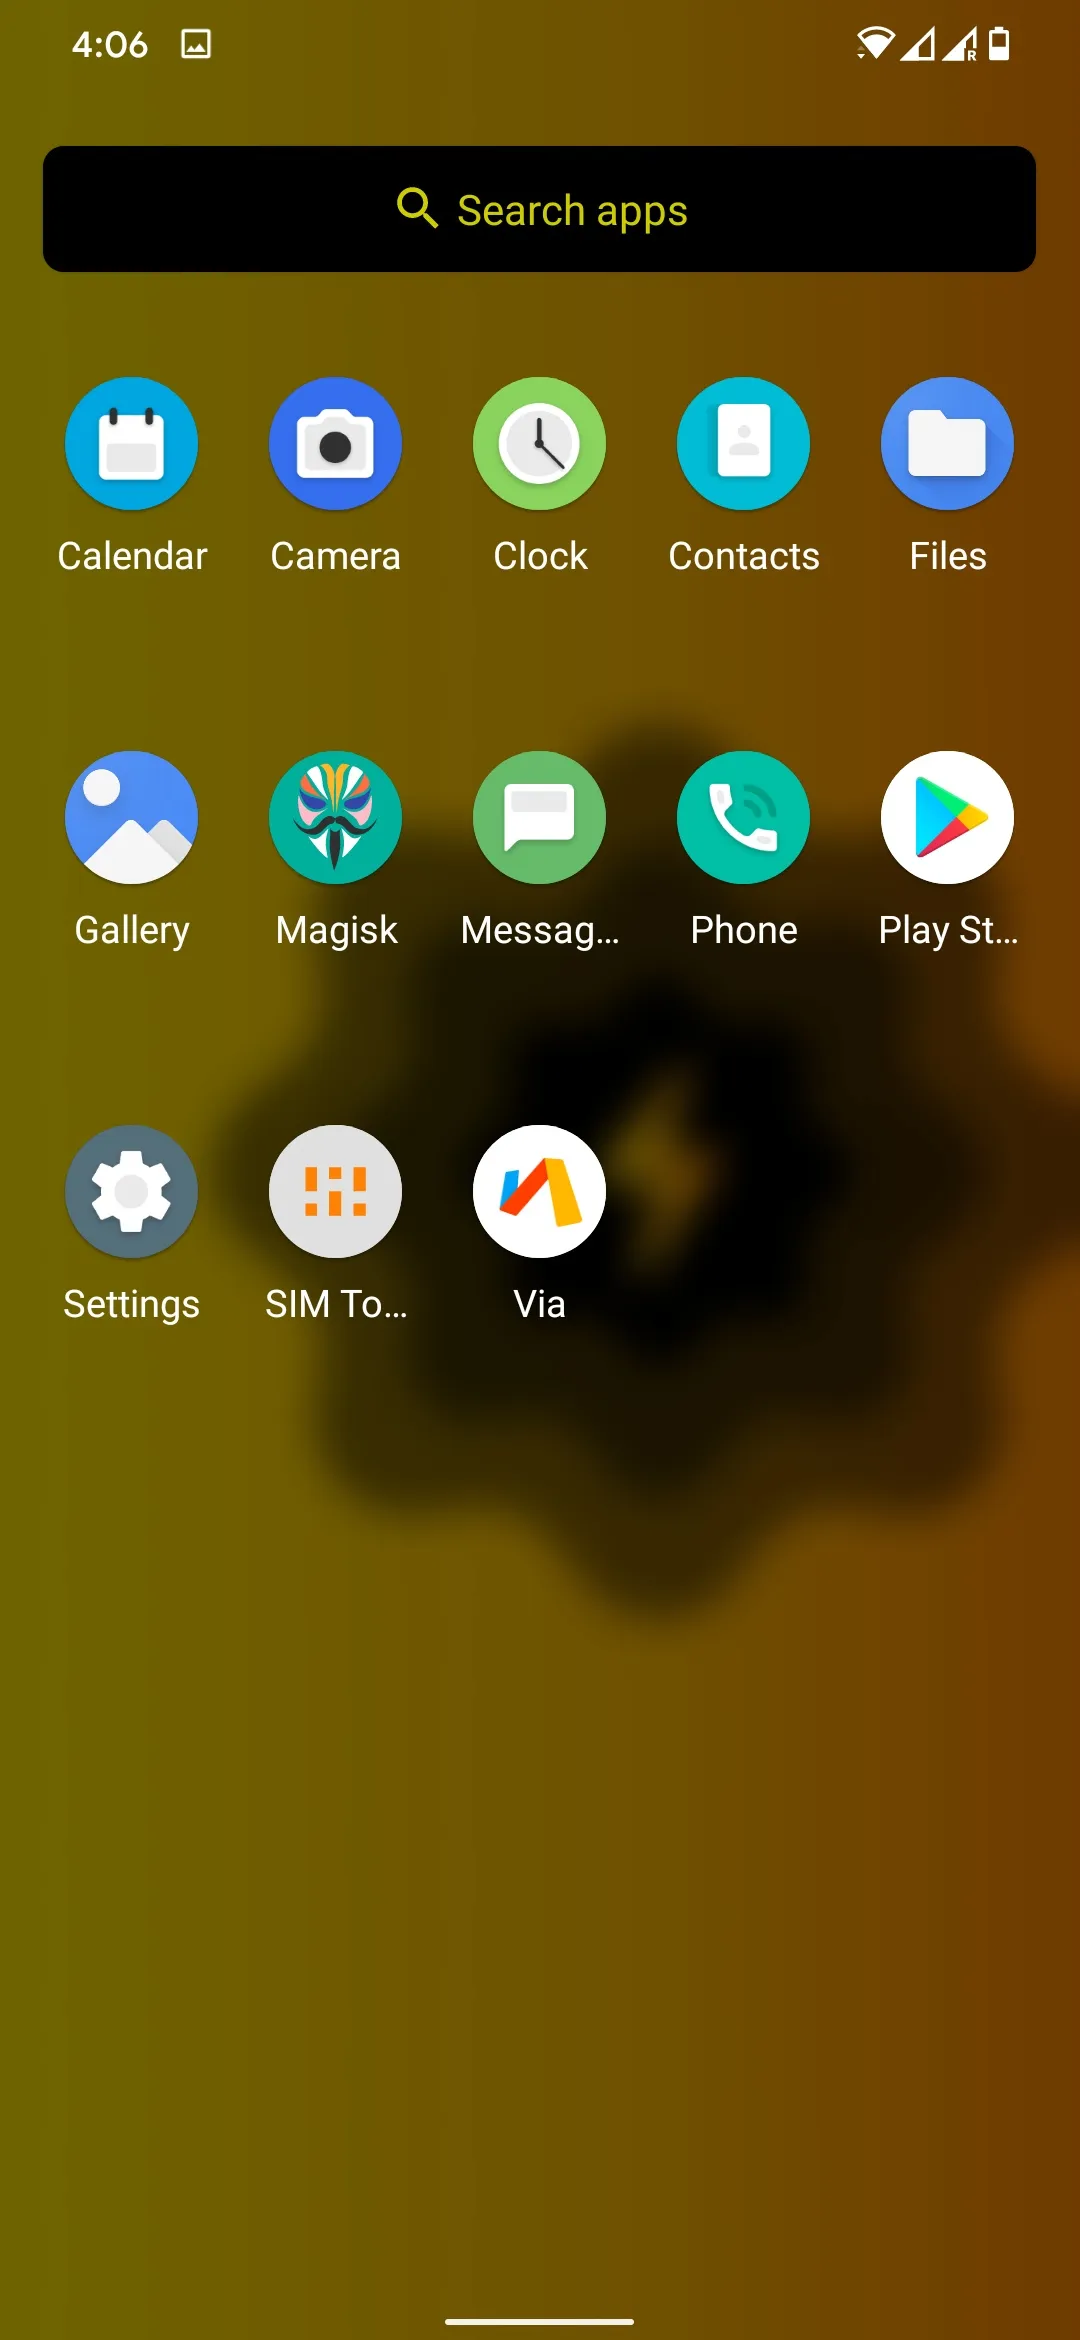 4:06
R
Search apps
Calendar Camera Clock Contacts Files
Gallery Magisk Messag... Phone Play St...
Settings SIM To... Via